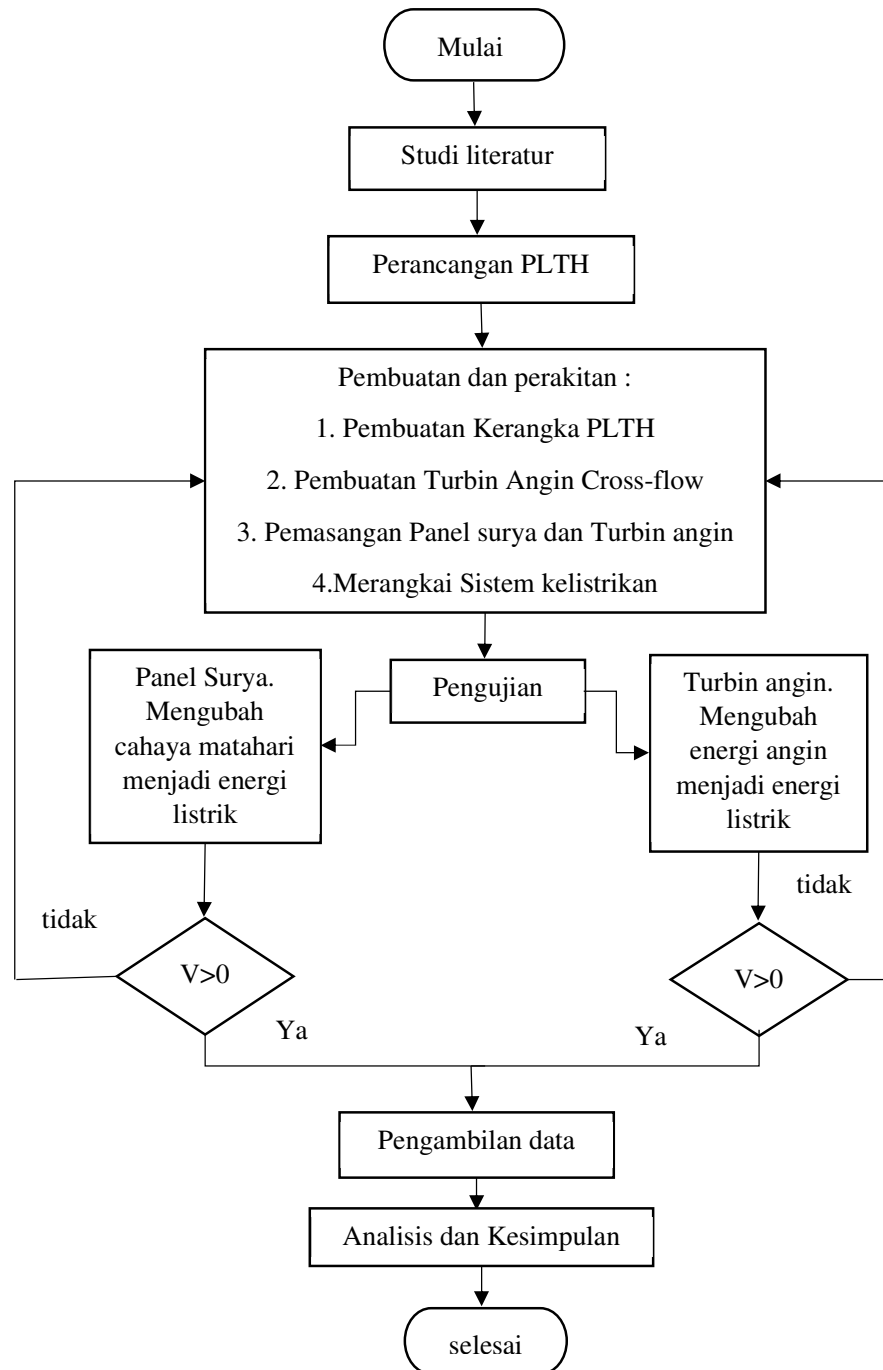 Mulai
Studi literatur
Perancangan PLTH
Pembuatan dan perakitan :
1. Pembuatan Kerangka PLTH
2. Pembuatan Turbin Angin Cross-flow
3. Pemasangan Panel surya dan Turbin angin
4.Merangkai Sistem kelistrikan
Pengujian
Panel Surya.
Mengubah
cahaya matahari
menjadi energi
listrik
Turbin angin.
Mengubah
energi angin
menjadi energi
listrik
tidak
tidak
V>0
V>0
Ya
Ya
Pengambilan data
Analisis dan Kesimpulan
selesai